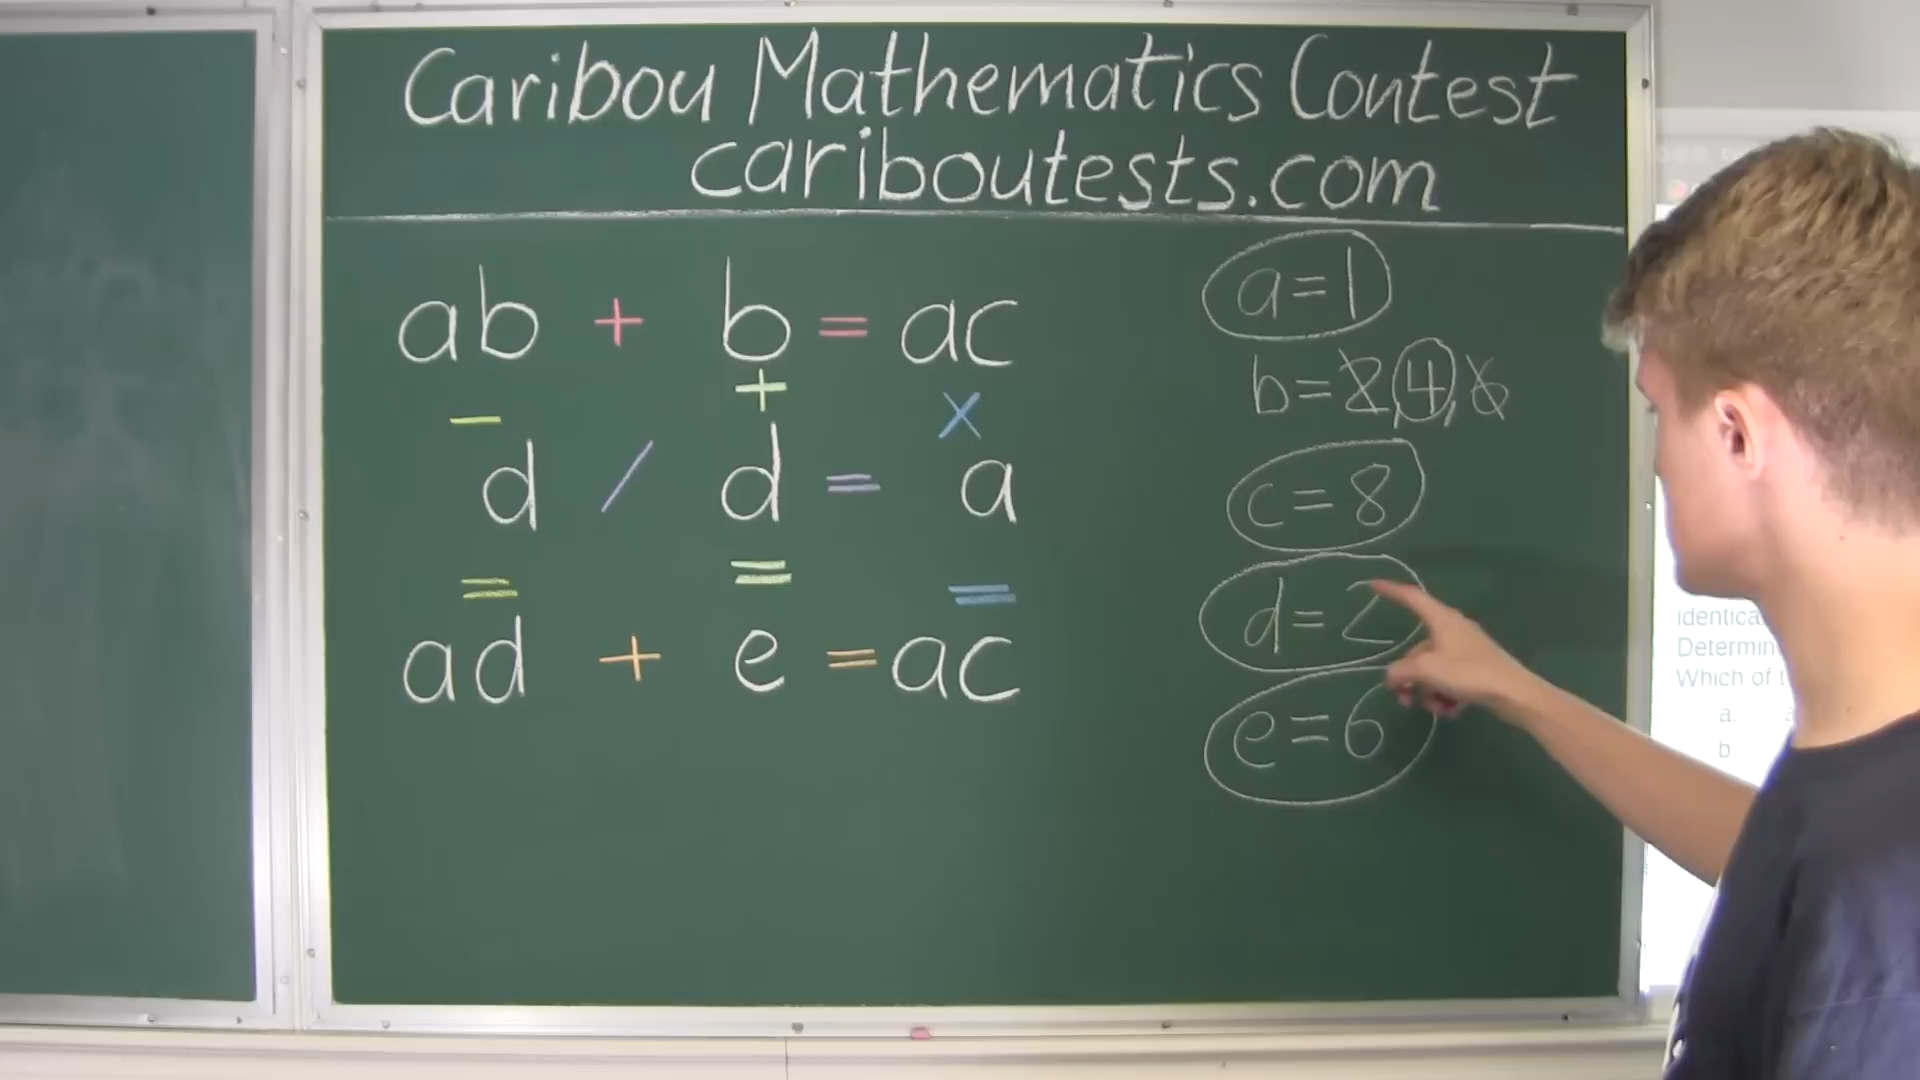 Caribou Mathematics Contest
cariboutests.com
ab + b = ac
− + ×
d / d = a
= = =
ad + e = ac
a = 1
b = 2, 4, 6
c = 8
d = 2
e = 6
Determin
Which of
a.
b